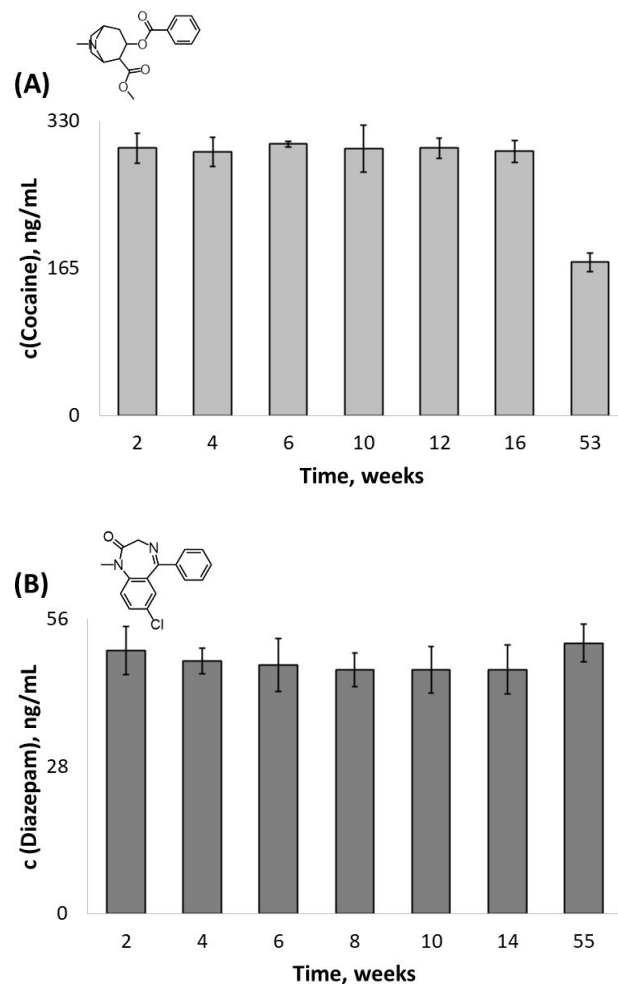 O
O
N
O
O
O
(A)
330
165
0
c(Cocaine), ng/mL
2 4 6 10 12 16 53
Time, weeks
O
N
N
Cl
(B)
56
28
0
c (Diazepam), ng/mL
2 4 6 8 10 14 55
Time, weeks